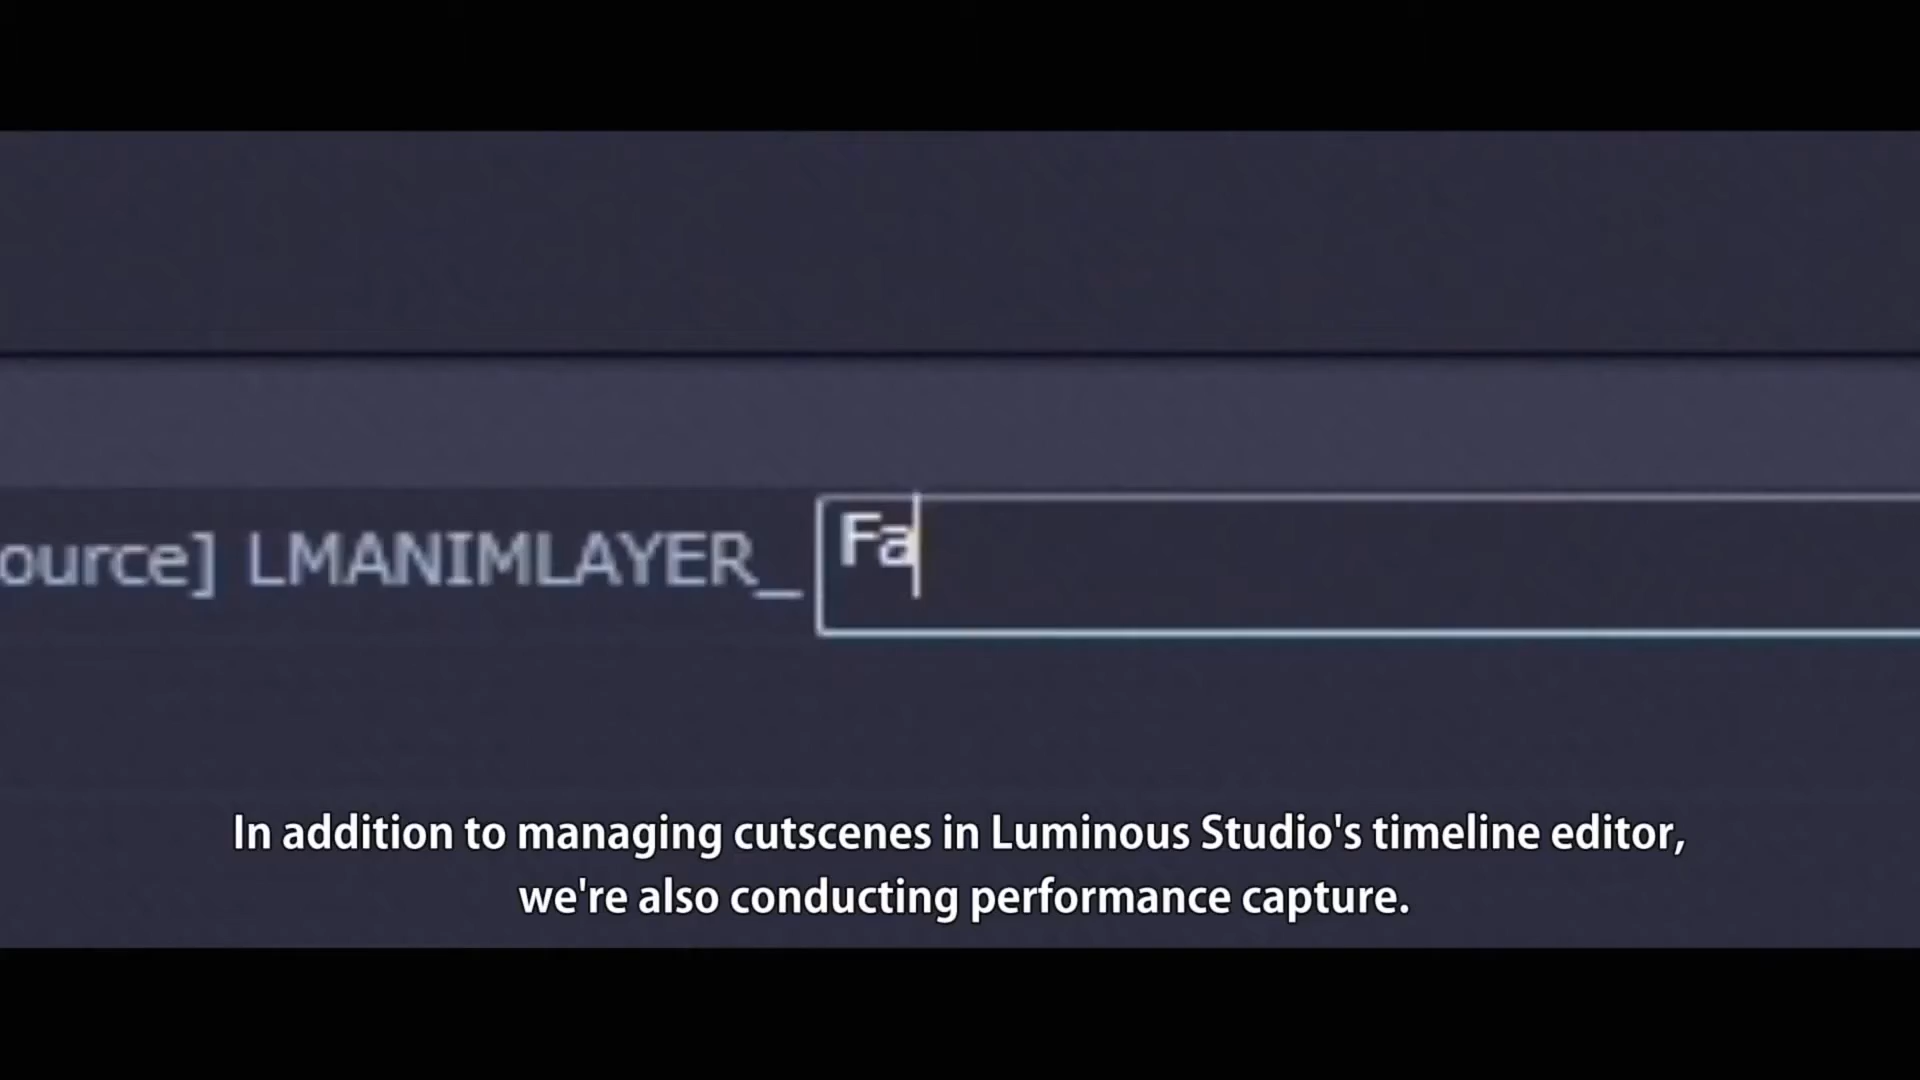 ource] LMANIMLAYER_ Fa
In addition to managing cutscenes in Luminous Studio's timeline editor,
we're also conducting performance capture.